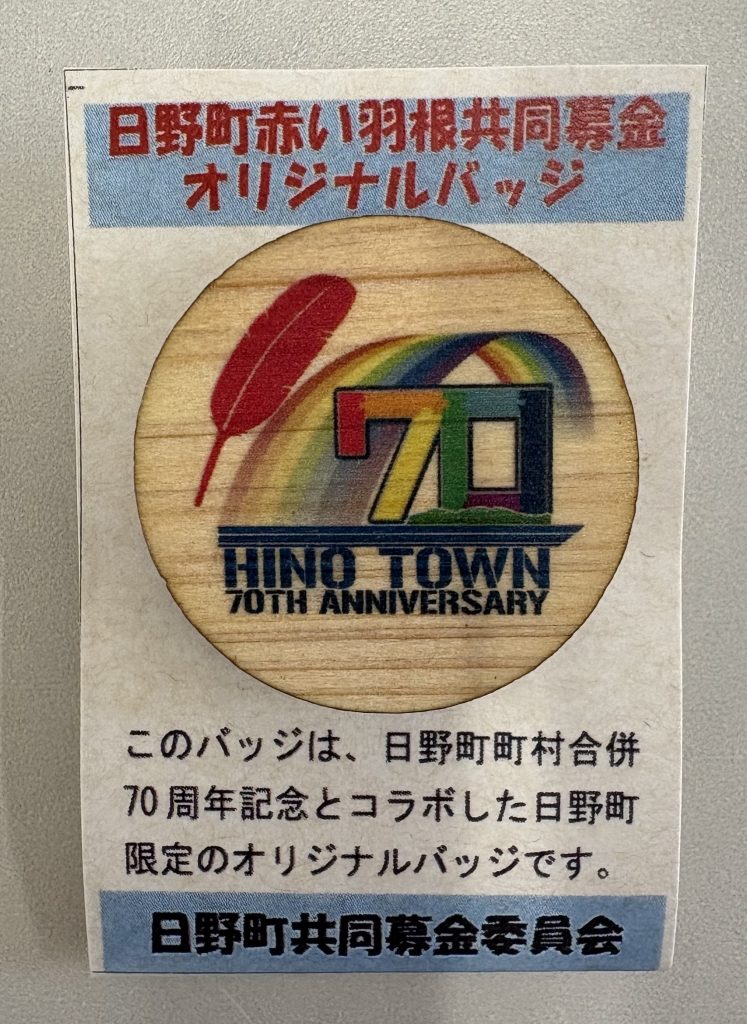 日野町赤い羽根共同募金
オリジナルバッジ
70
HINO TOWN
70TH ANNIVERSARY
このバッジは、日野町町村合併
70周年記念とコラボした日野町
限定のオリジナルバッジです。
日野町共同募金委員会